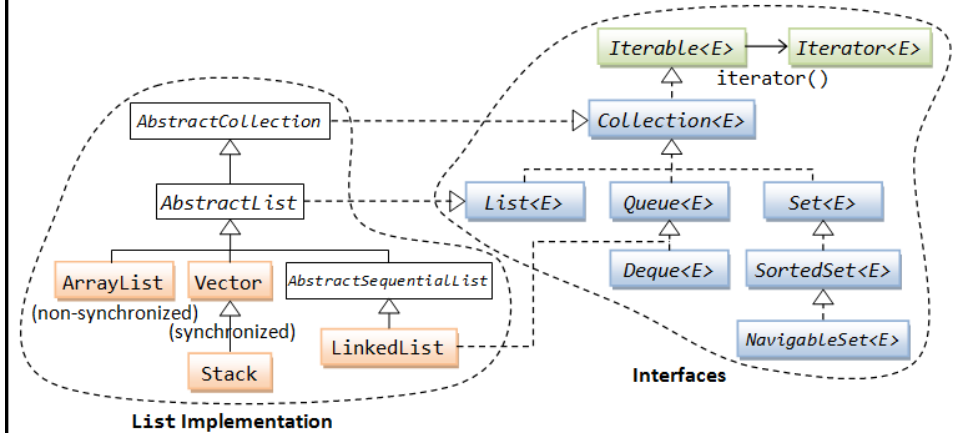 Iterable<E>
Iterator<E>
iterator()
AbstractCollection
Collection<E>
AbstractList
List<E>
Queue<E>
Set<E>
ArrayList
Vector
AbstractSequentialList
Deque<E>
SortedSet<E>
(non-synchronized)
(synchronized)
LinkedList
NavigableSet<E>
Stack
Interfaces
List Implementation